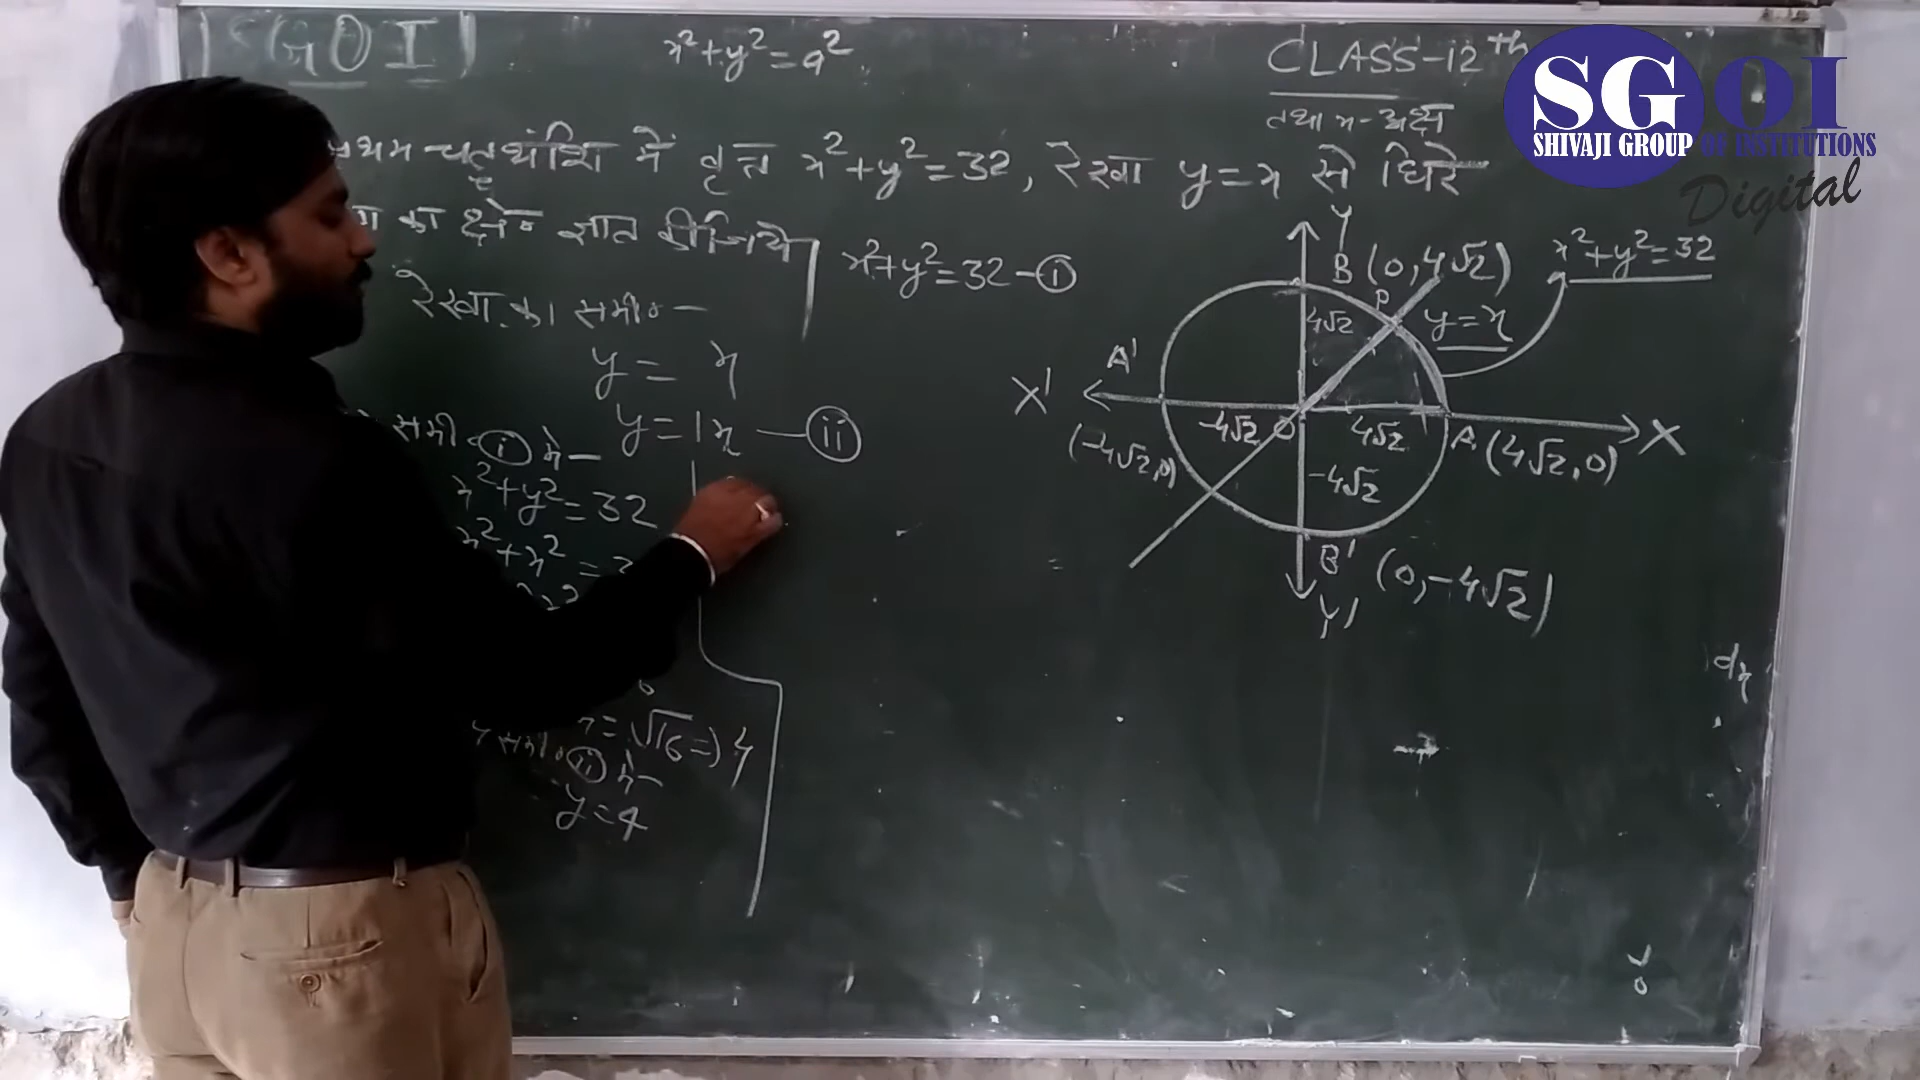 SGOI
x²+y²=a²
CLASS-12th
तथा x-अक्ष
प्रथम चतुर्थांश में वृत्त x²+y²=32, रेखा y=x से घिरे
का क्षे० ज्ञात कीजिये
x²+y²=32-(i)
रेखा का समी०-
y= x
y=1x —(ii)
समी (i) में-
x²+y²=32
x²+x²=
x=√16=)4
समी० (ii) में-
y=4
Y
B (0,4√2)
P
x²+y²=32
4√2
y=x
A'
X'
-4√2
O
4√2
A (4√2,0)
X
(-4√2,0)
-4√2
B' (0,-4√2)
Y'
dx
SGOI
SHIVAJI GROUP OF INSTITUTIONS
Digital